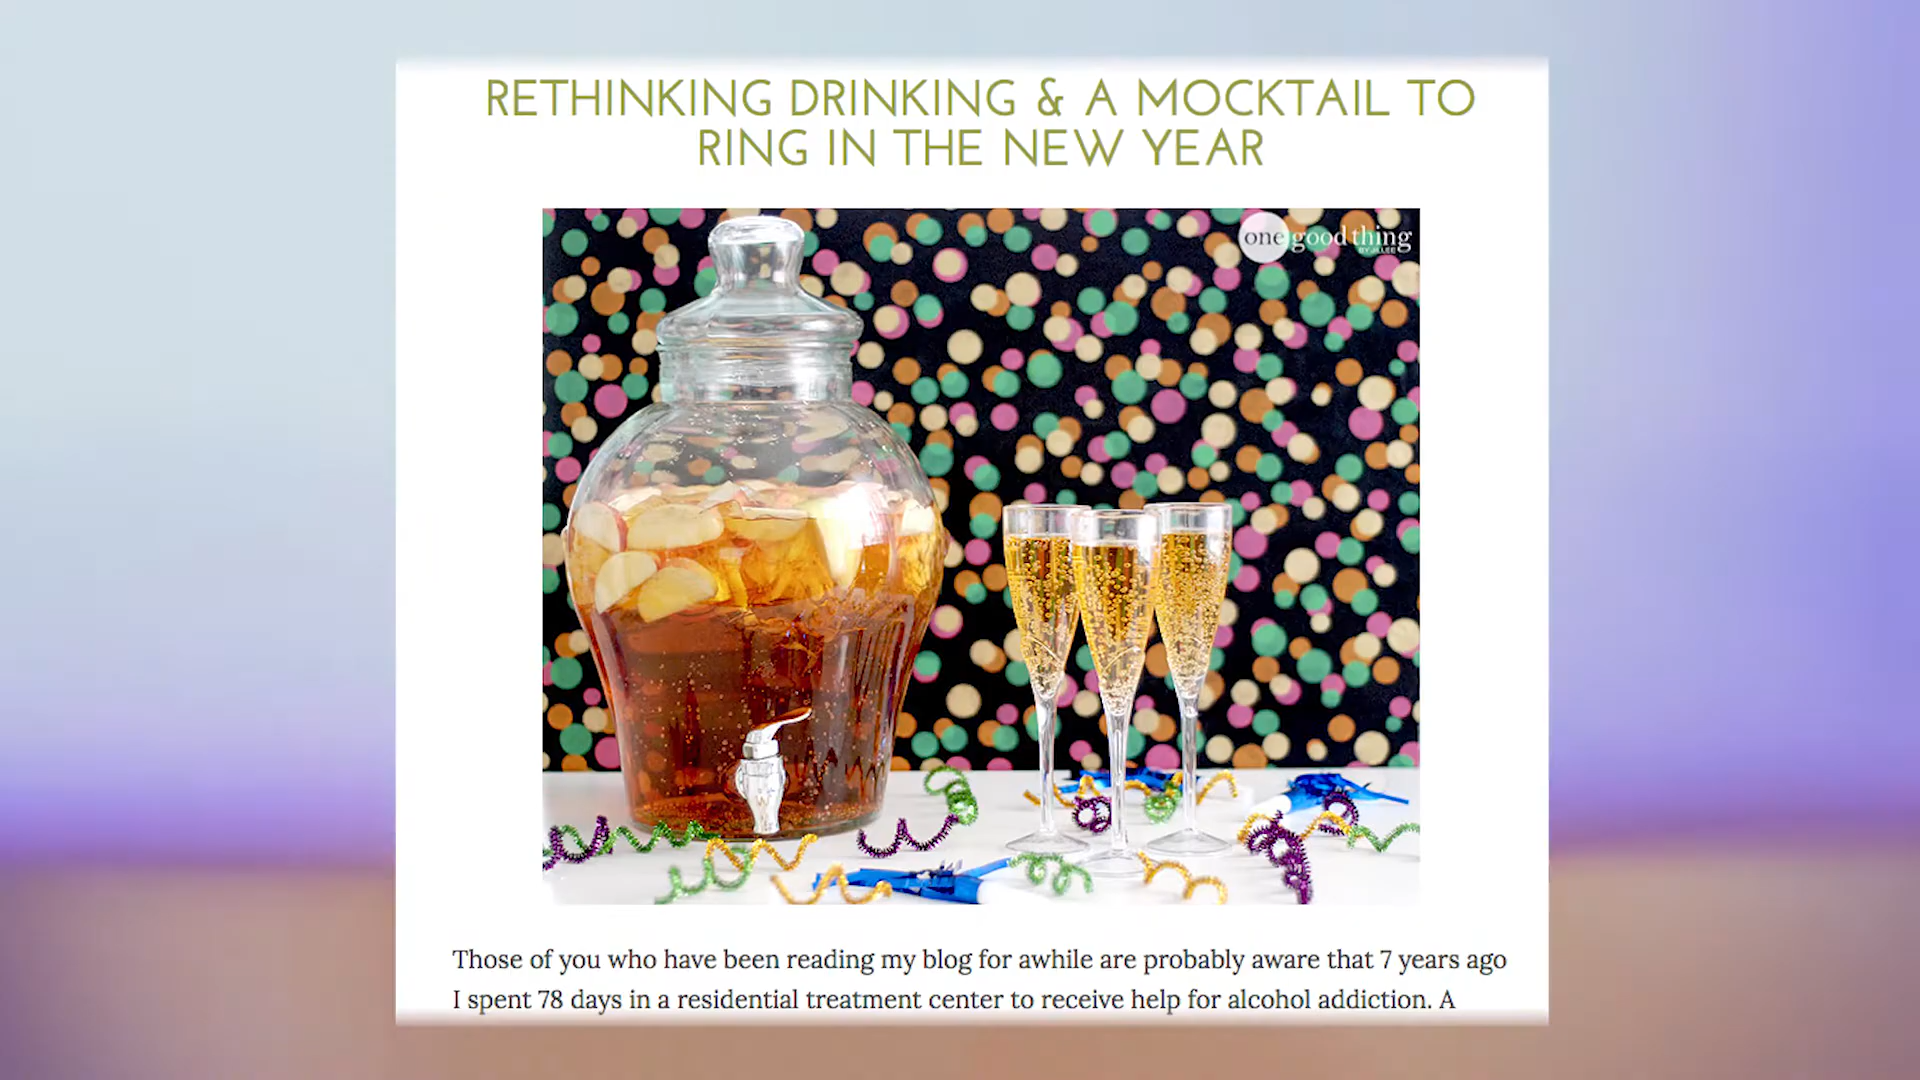 RETHINKING DRINKING & A MOCKTAIL TO
RING IN THE NEW YEAR
one good thing
BY JILLEE
Those of you who have been reading my blog for awhile are probably aware that 7 years ago
I spent 78 days in a residential treatment center to receive help for alcohol addiction. A